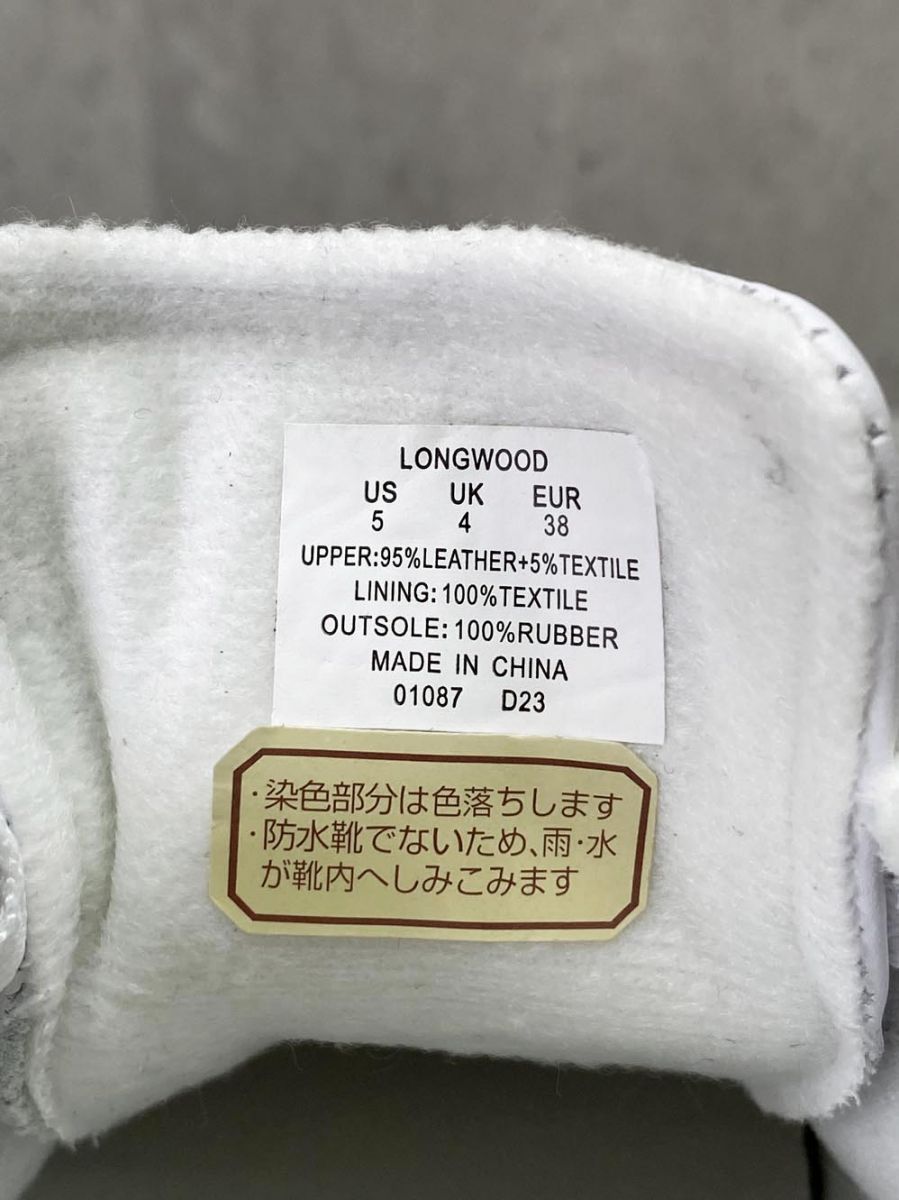 LONGWOOD
US UK EUR
5 4 38
UPPER:95%LEATHER+5%TEXTILE
LINING: 100%TEXTILE
OUTSOLE: 100%RUBBER
MADE IN CHINA
01087 D23
・染色部分は色落ちします
・防水靴でないため、雨・水
が靴内へしみこみます